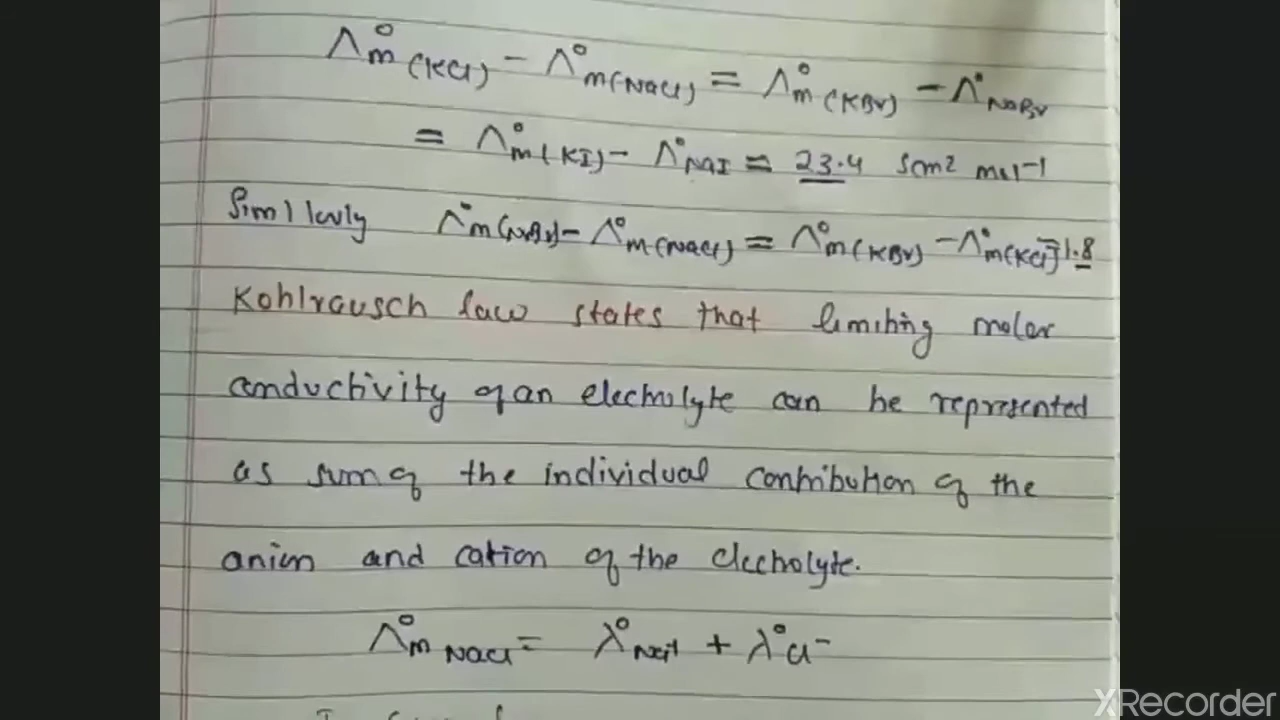 Λ°m (KCl) - Λ°m(NaCl) = Λ°m (KBr) - Λ°NaBr
= Λ°m(KI) - Λ°NaI = 23.4 Scm2 mol-1
Similarly Λ°m(NaBr) - Λ°m(NaCl) = Λ°m(KBr) - Λ°m(KCl) = 1.8
Kohlrausch law states that limiting molar
conductivity of an electrolyte can be represented
as sum of the individual contribution of the
anion and cation of the electrolyte.
Λ°m NaCl = λ°Na+ + λ°Cl-
XRecorder